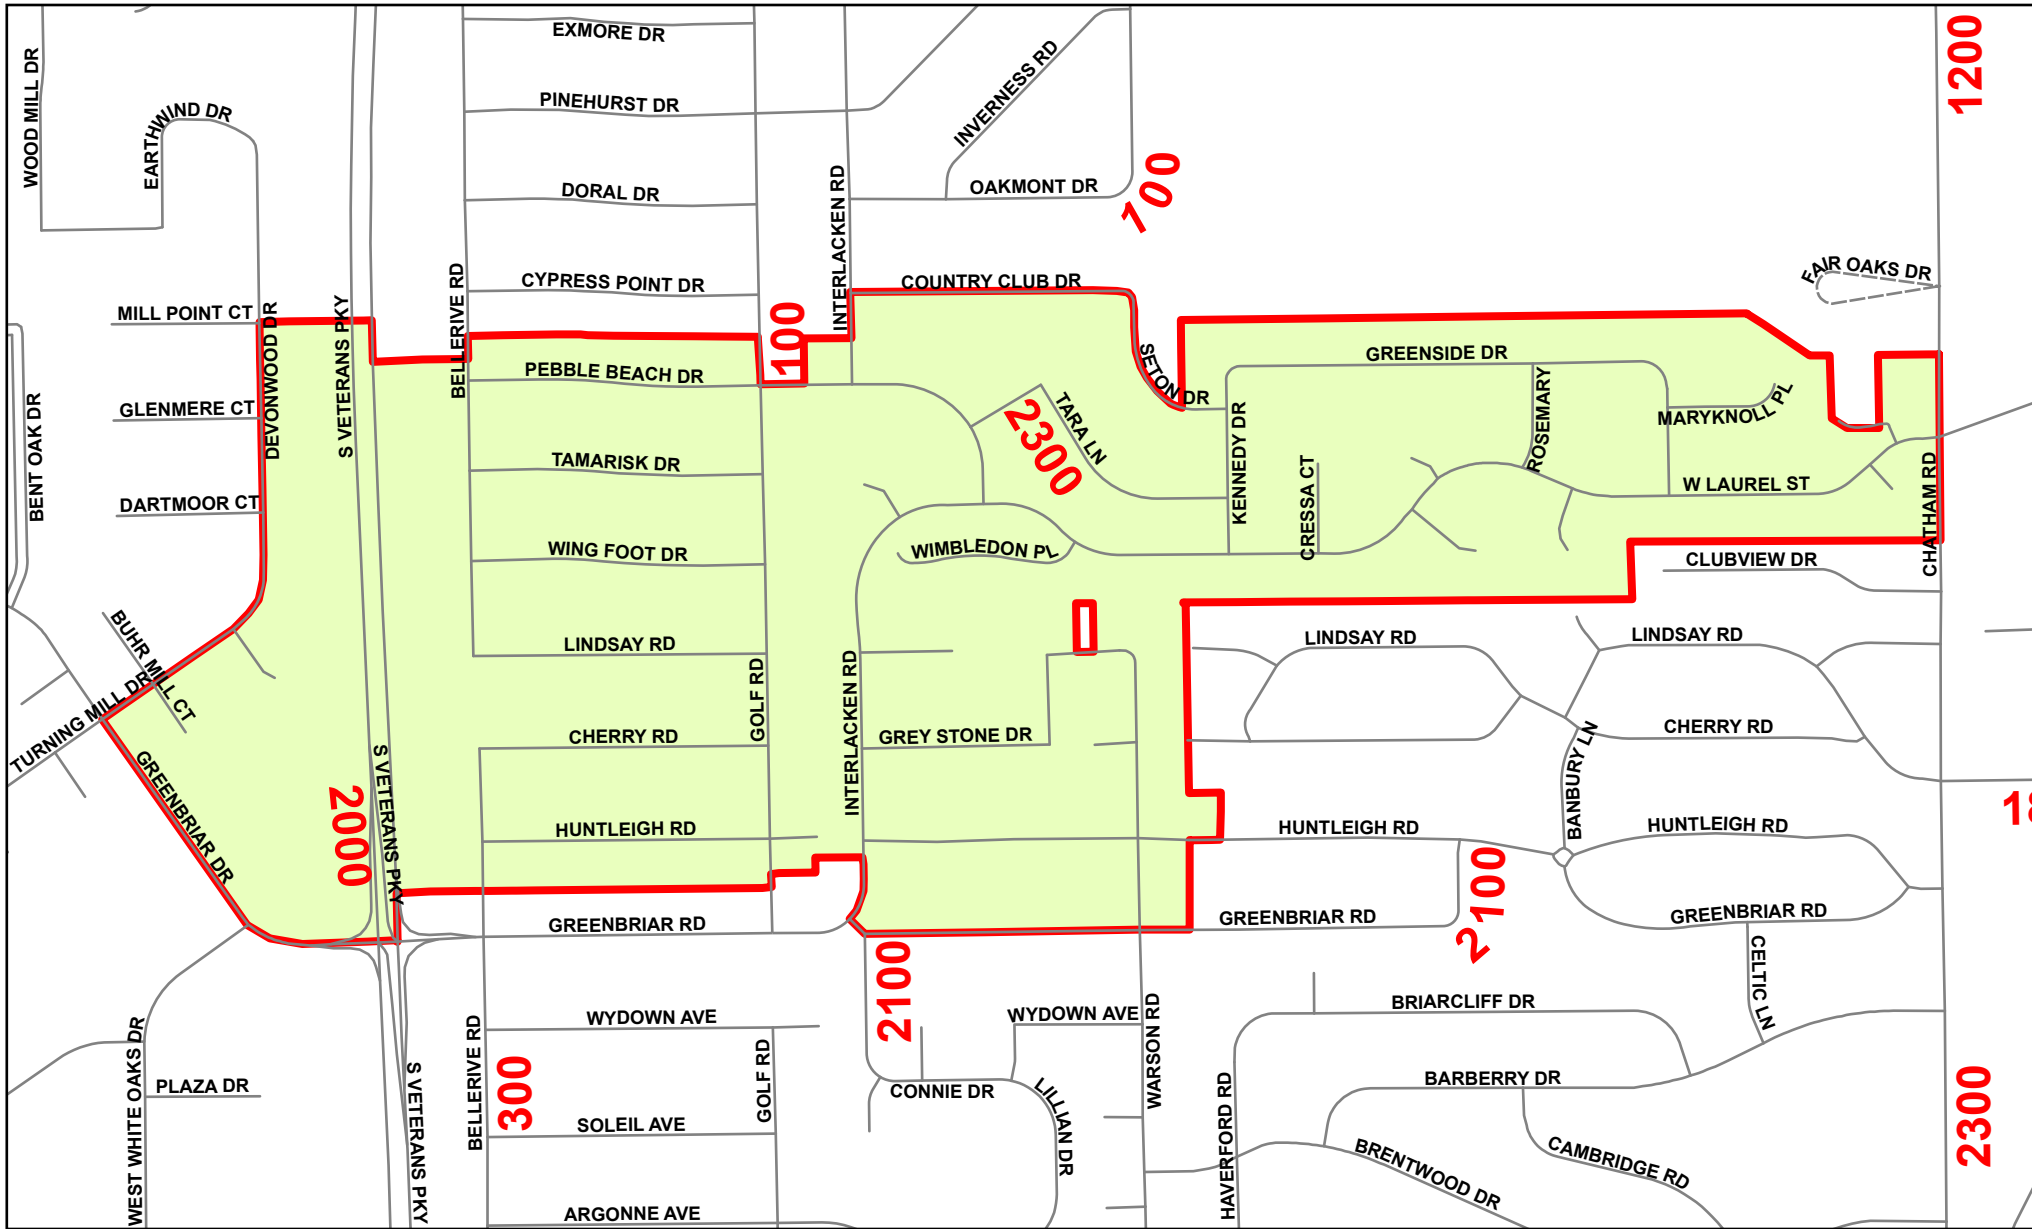 EXMORE DR
WOOD MILL DR
EARTHWIND DR
PINEHURST DR
INVERNESS RD
1200
DORAL DR
INTERLACKEN RD
OAKMONT DR
100
BELLERIVE RD
CYPRESS POINT DR
COUNTRY CLUB DR
FAIR OAKS DR
MILL POINT CT
DEVONWOOD DR
S VETERANS PKY
100
PEBBLE BEACH DR
SETON DR
GREENSIDE DR
GLENMERE CT
BENT OAK DR
TARA LN
2300
KENNEDY DR
ROSEMARY
MARYKNOLL PL
TAMARISK DR
CRESSA CT
W LAUREL ST
DARTMOOR CT
CHATHAM RD
WING FOOT DR
WIMBLEDON PL
CLUBVIEW DR
BUHR MILL CT
LINDSAY RD
LINDSAY RD
LINDSAY RD
TURNING MILL DR
GOLF RD
INTERLACKEN RD
CHERRY RD
GREY STONE DR
CHERRY RD
GREENBRIAR DR
2000
S VETERANS PKY
BANBURY LN
18
HUNTLEIGH RD
HUNTLEIGH RD
HUNTLEIGH RD
2100
GREENBRIAR RD
GREENBRIAR RD
GREENBRIAR RD
2100
CELTIC LN
WYDOWN AVE
WYDOWN AVE
BRIARCLIFF DR
WEST WHITE OAKS DR
BELLERIVE RD
300
GOLF RD
WARSON RD
PLAZA DR
S VETERANS PKY
CONNIE DR
LILLIAN DR
HAVERFORD RD
BARBERRY DR
2300
SOLEIL AVE
BRENTWOOD DR
CAMBRIDGE RD
ARGONNE AVE